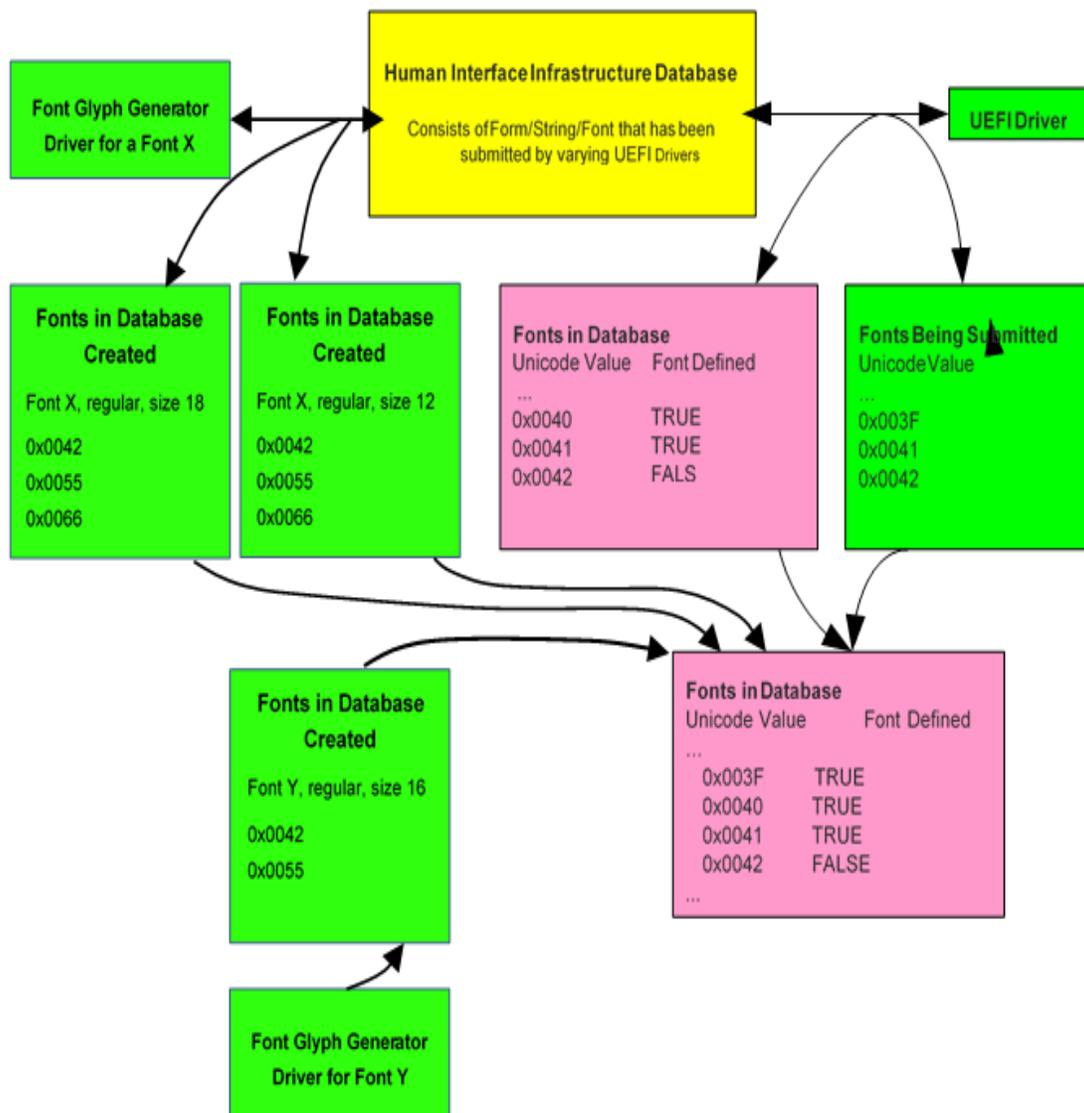 Human Interface Infrastructure Database
Consists of Form/String/Font that has been
submitted by varying UEFI Drivers
Font Glyph Generator
Driver for a Font X
UEFI Driver
Fonts in Database
Created
Font X, regular, size 18
0x0042
0x0055
0x0066
Fonts in Database
Created
Font X, regular, size 12
0x0042
0x0055
0x0066
Fonts in Database
Unicode Value Font Defined
...
0x0040 TRUE
0x0041 TRUE
0x0042 FALS
Fonts Being Submitted
Unicode Value
...
0x003F
0x0041
0x0042
Fonts in Database
Created
Font Y, regular, size 16
0x0042
0x0055
Fonts in Database
Unicode Value Font Defined
...
0x003F TRUE
0x0040 TRUE
0x0041 TRUE
0x0042 FALSE
...
Font Glyph Generator
Driver for Font Y